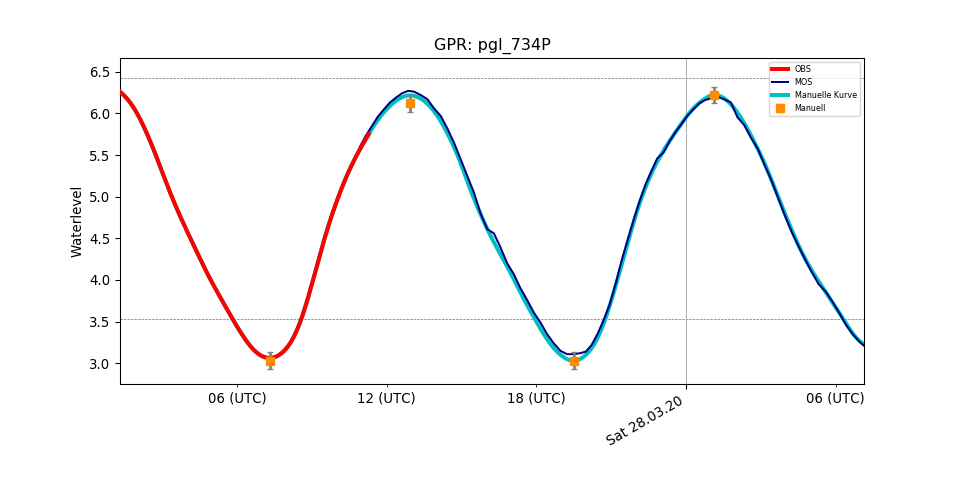 GPR: pgl_734P
6.5
6.0
5.5
5.0
4.5
4.0
3.5
3.0
Waterlevel
OBS
MOS
Manuelle Kurve
Manuell
06 (UTC)
12 (UTC)
18 (UTC)
Sat 28.03.20
06 (UTC)